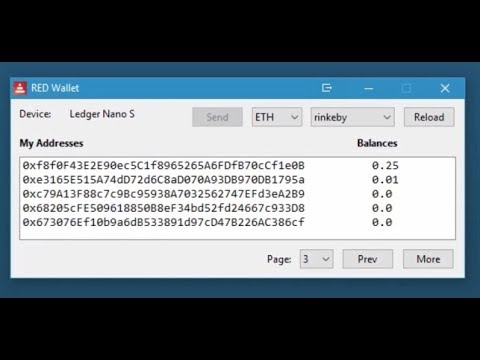 RED Wallet
Device: Ledger Nano S Send ETH rinkeby Reload
My Addresses Balances
0xf8f0F43E2E90ec5C1f8965265A6FDfB70cCf1e0B 0.25
0xe3165E515A74dD72d6C8aD070A93DB970DB1795a 0.01
0xc79A13F88c7c9Bc95938A7032562747EFd3eA2B9 0.0
0x68205cFE509618850B8eF34bd52fd24667c933D8 0.0
0x673076Ef10b9a6dB533891d97cD47B226AC386cf 0.0
Page: 3 Prev More